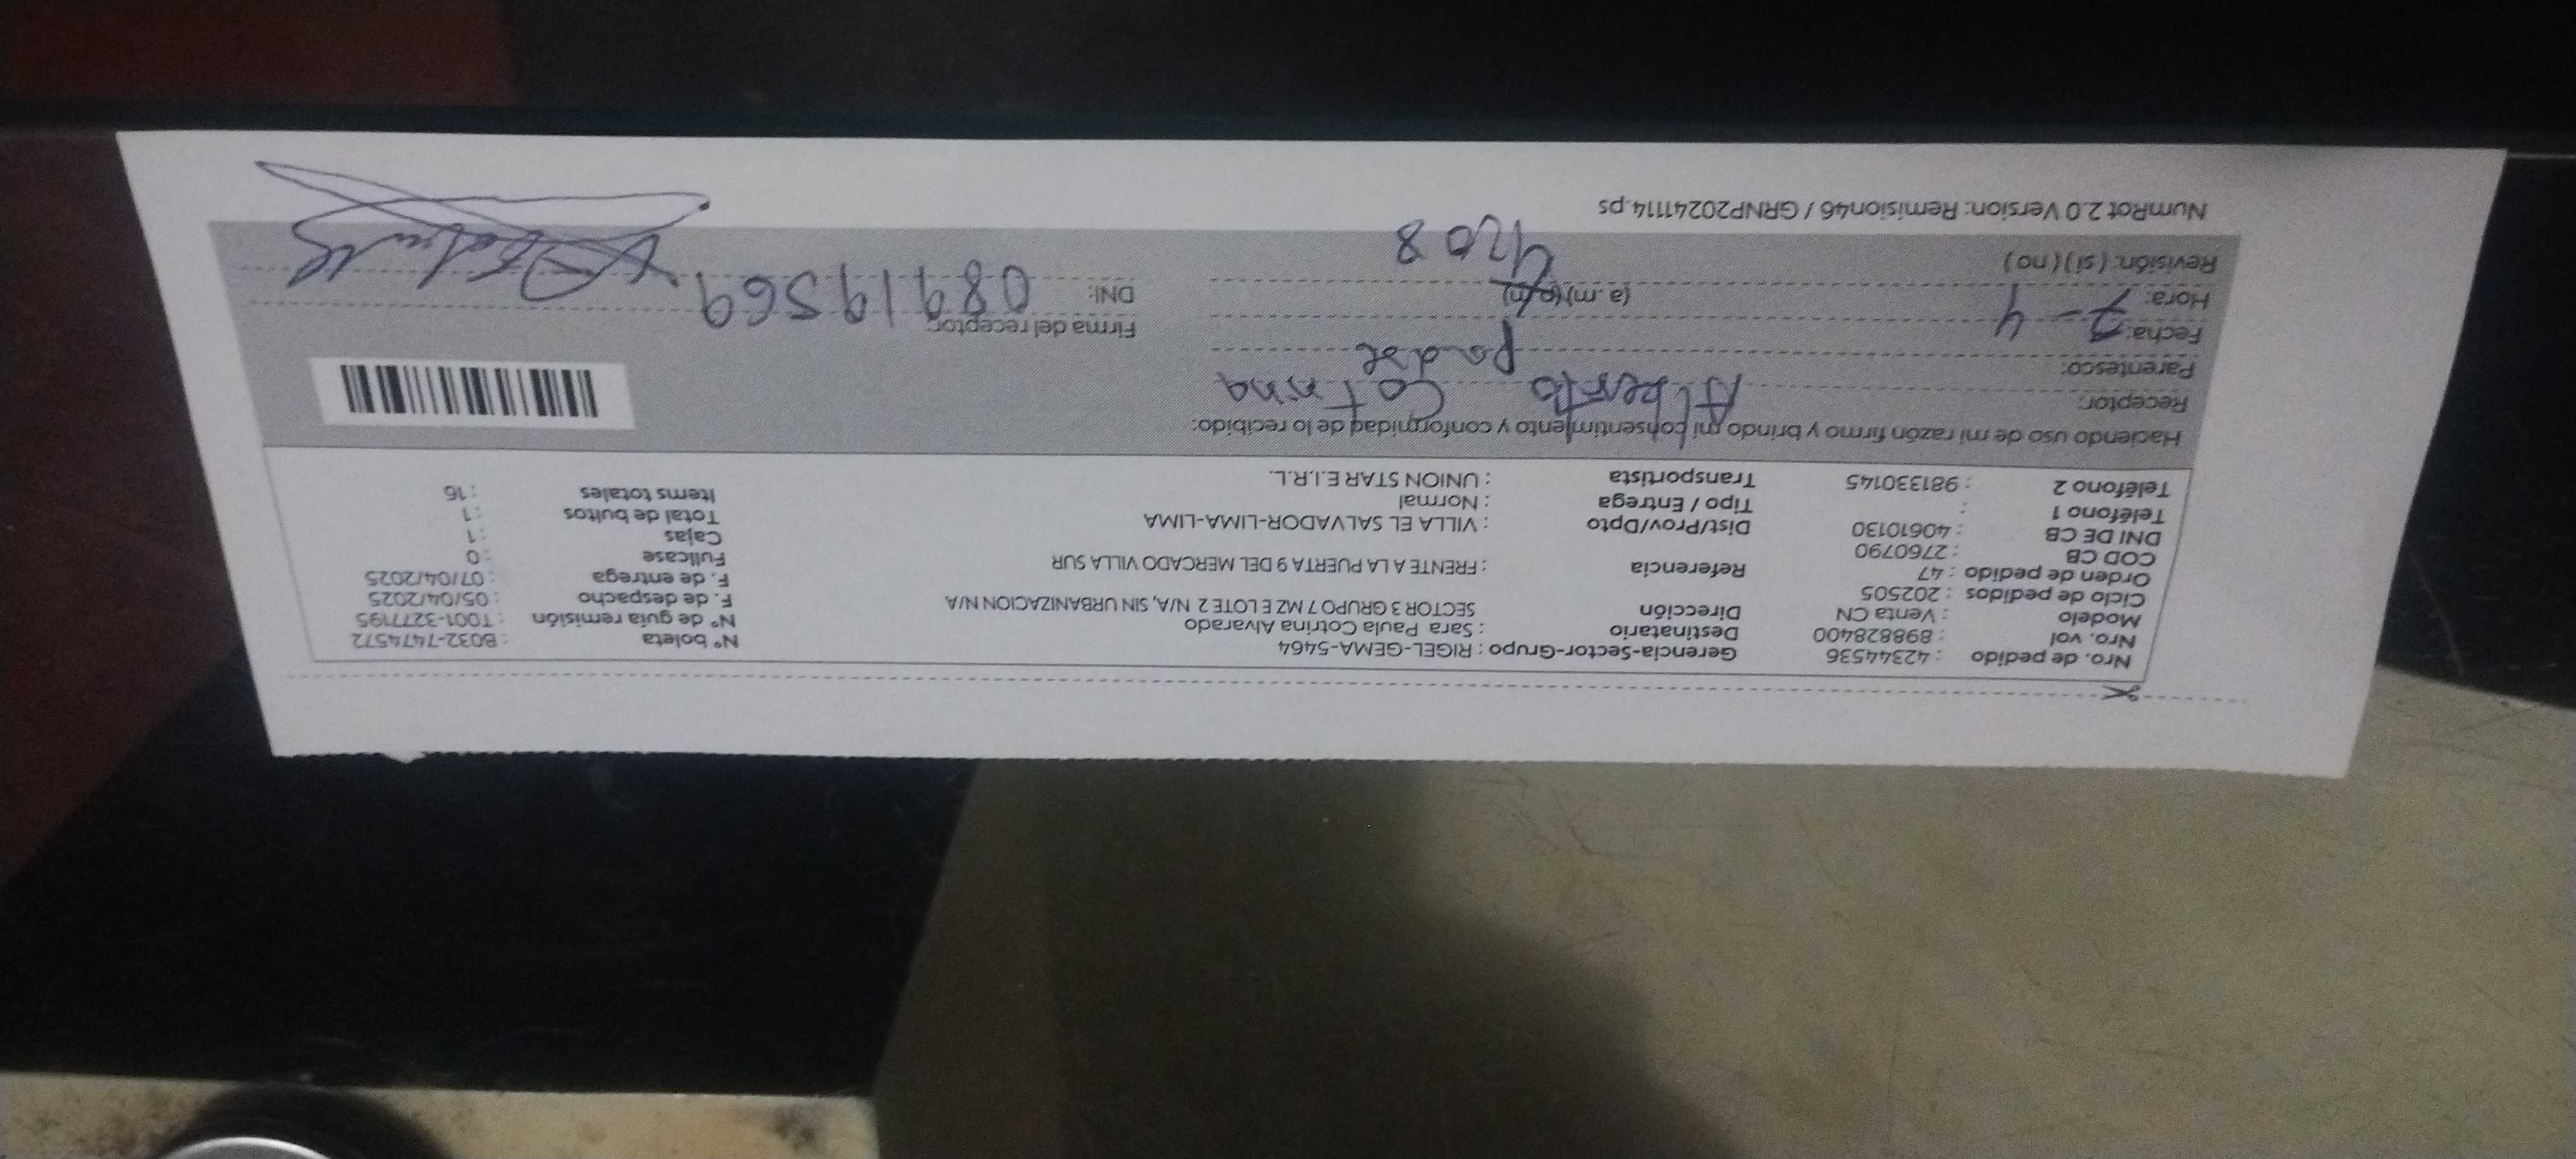 Nro. de pedido : 42344536 Gerencia-Sector-Grupo : RIGEL-GEMA-5464 N° boleta : B032-7474572
Nro. vol : 898828400 Destinatario : Sara Paula Cotrina Alvarado N° de guia remisión : T001-3277195
Modelo : Venta CN Dirección SECTOR 3 GRUPO 7 MZ E LOTE 2 N/A, SIN URBANIZACION N/A F. de despacho : 05/04/2025
Ciclo de pedidos : 202505 F. de entrega : 07/04/2025
Orden de pedido : 47 Referencia : FRENTE A LA PUERTA 9 DEL MERCADO VILLA SUR Fullcase : 0
COD CB : 2760790 Cajas : 1
DNI DE CB : 40610130 Dist/Prov/Dpto : VILLA EL SALVADOR-LIMA-LIMA Total de bultos : 1
Teléfono 1 : Tipo / Entrega : Normal Items totales : 16
Teléfono 2 : 981330145 Transportista : UNION STAR E.I.R.L.
Haciendo uso de mi razón firmo y brindo mi consentimiento y conformidad de lo recibido:
Receptor: Alberto Cotrina
Parentesco: padre
Fecha: 7-4 Firma del receptor:
Hora: (a.m) (p.m) DNI: 08919569
Revisión: ( sí ) ( no ) 4208
NumRot 2.0 Version: Remision46 / GRNP20241114.ps